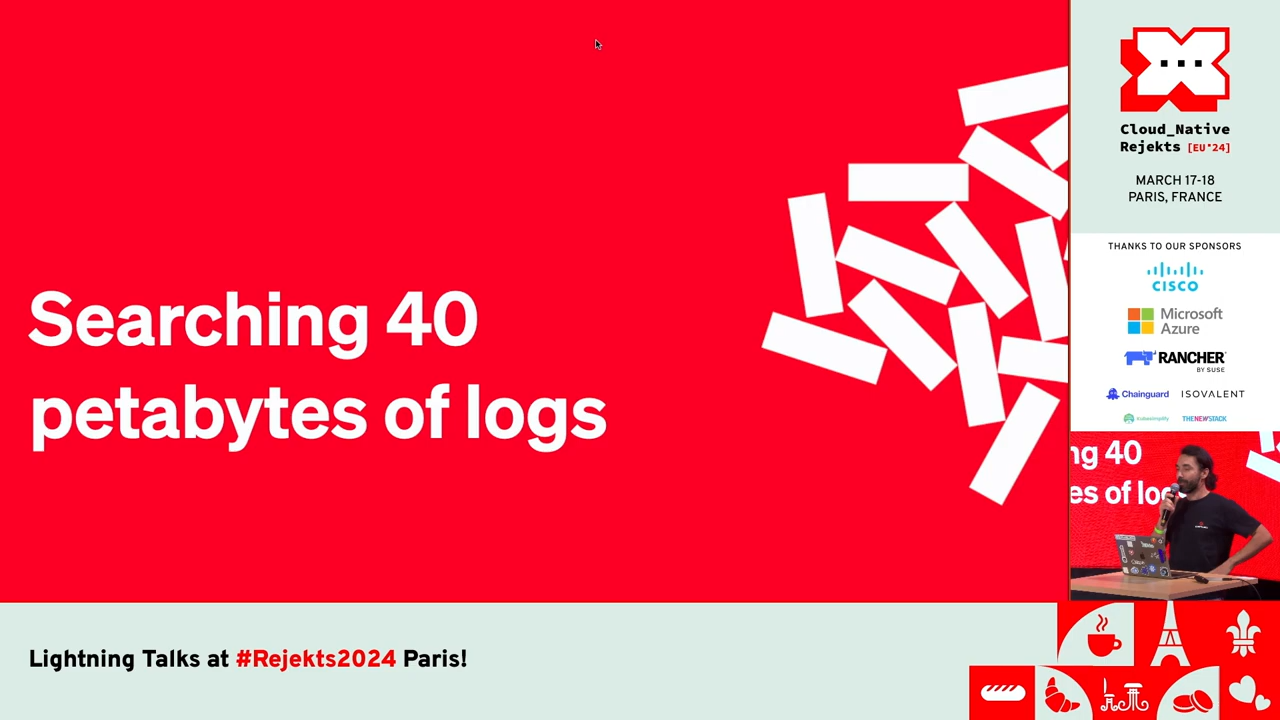 Searching 40
petabytes of logs
Cloud_Native
Rejekts [EU'24]
MARCH 17-18
PARIS, FRANCE
THANKS TO OUR SPONSORS
CISCO
Microsoft
Azure
RANCHER
BY SUSE
Chainguard ISOVALENT
THENEWSTACK
ng 40
es of log
Lightning Talks at #Rejekts2024 Paris!